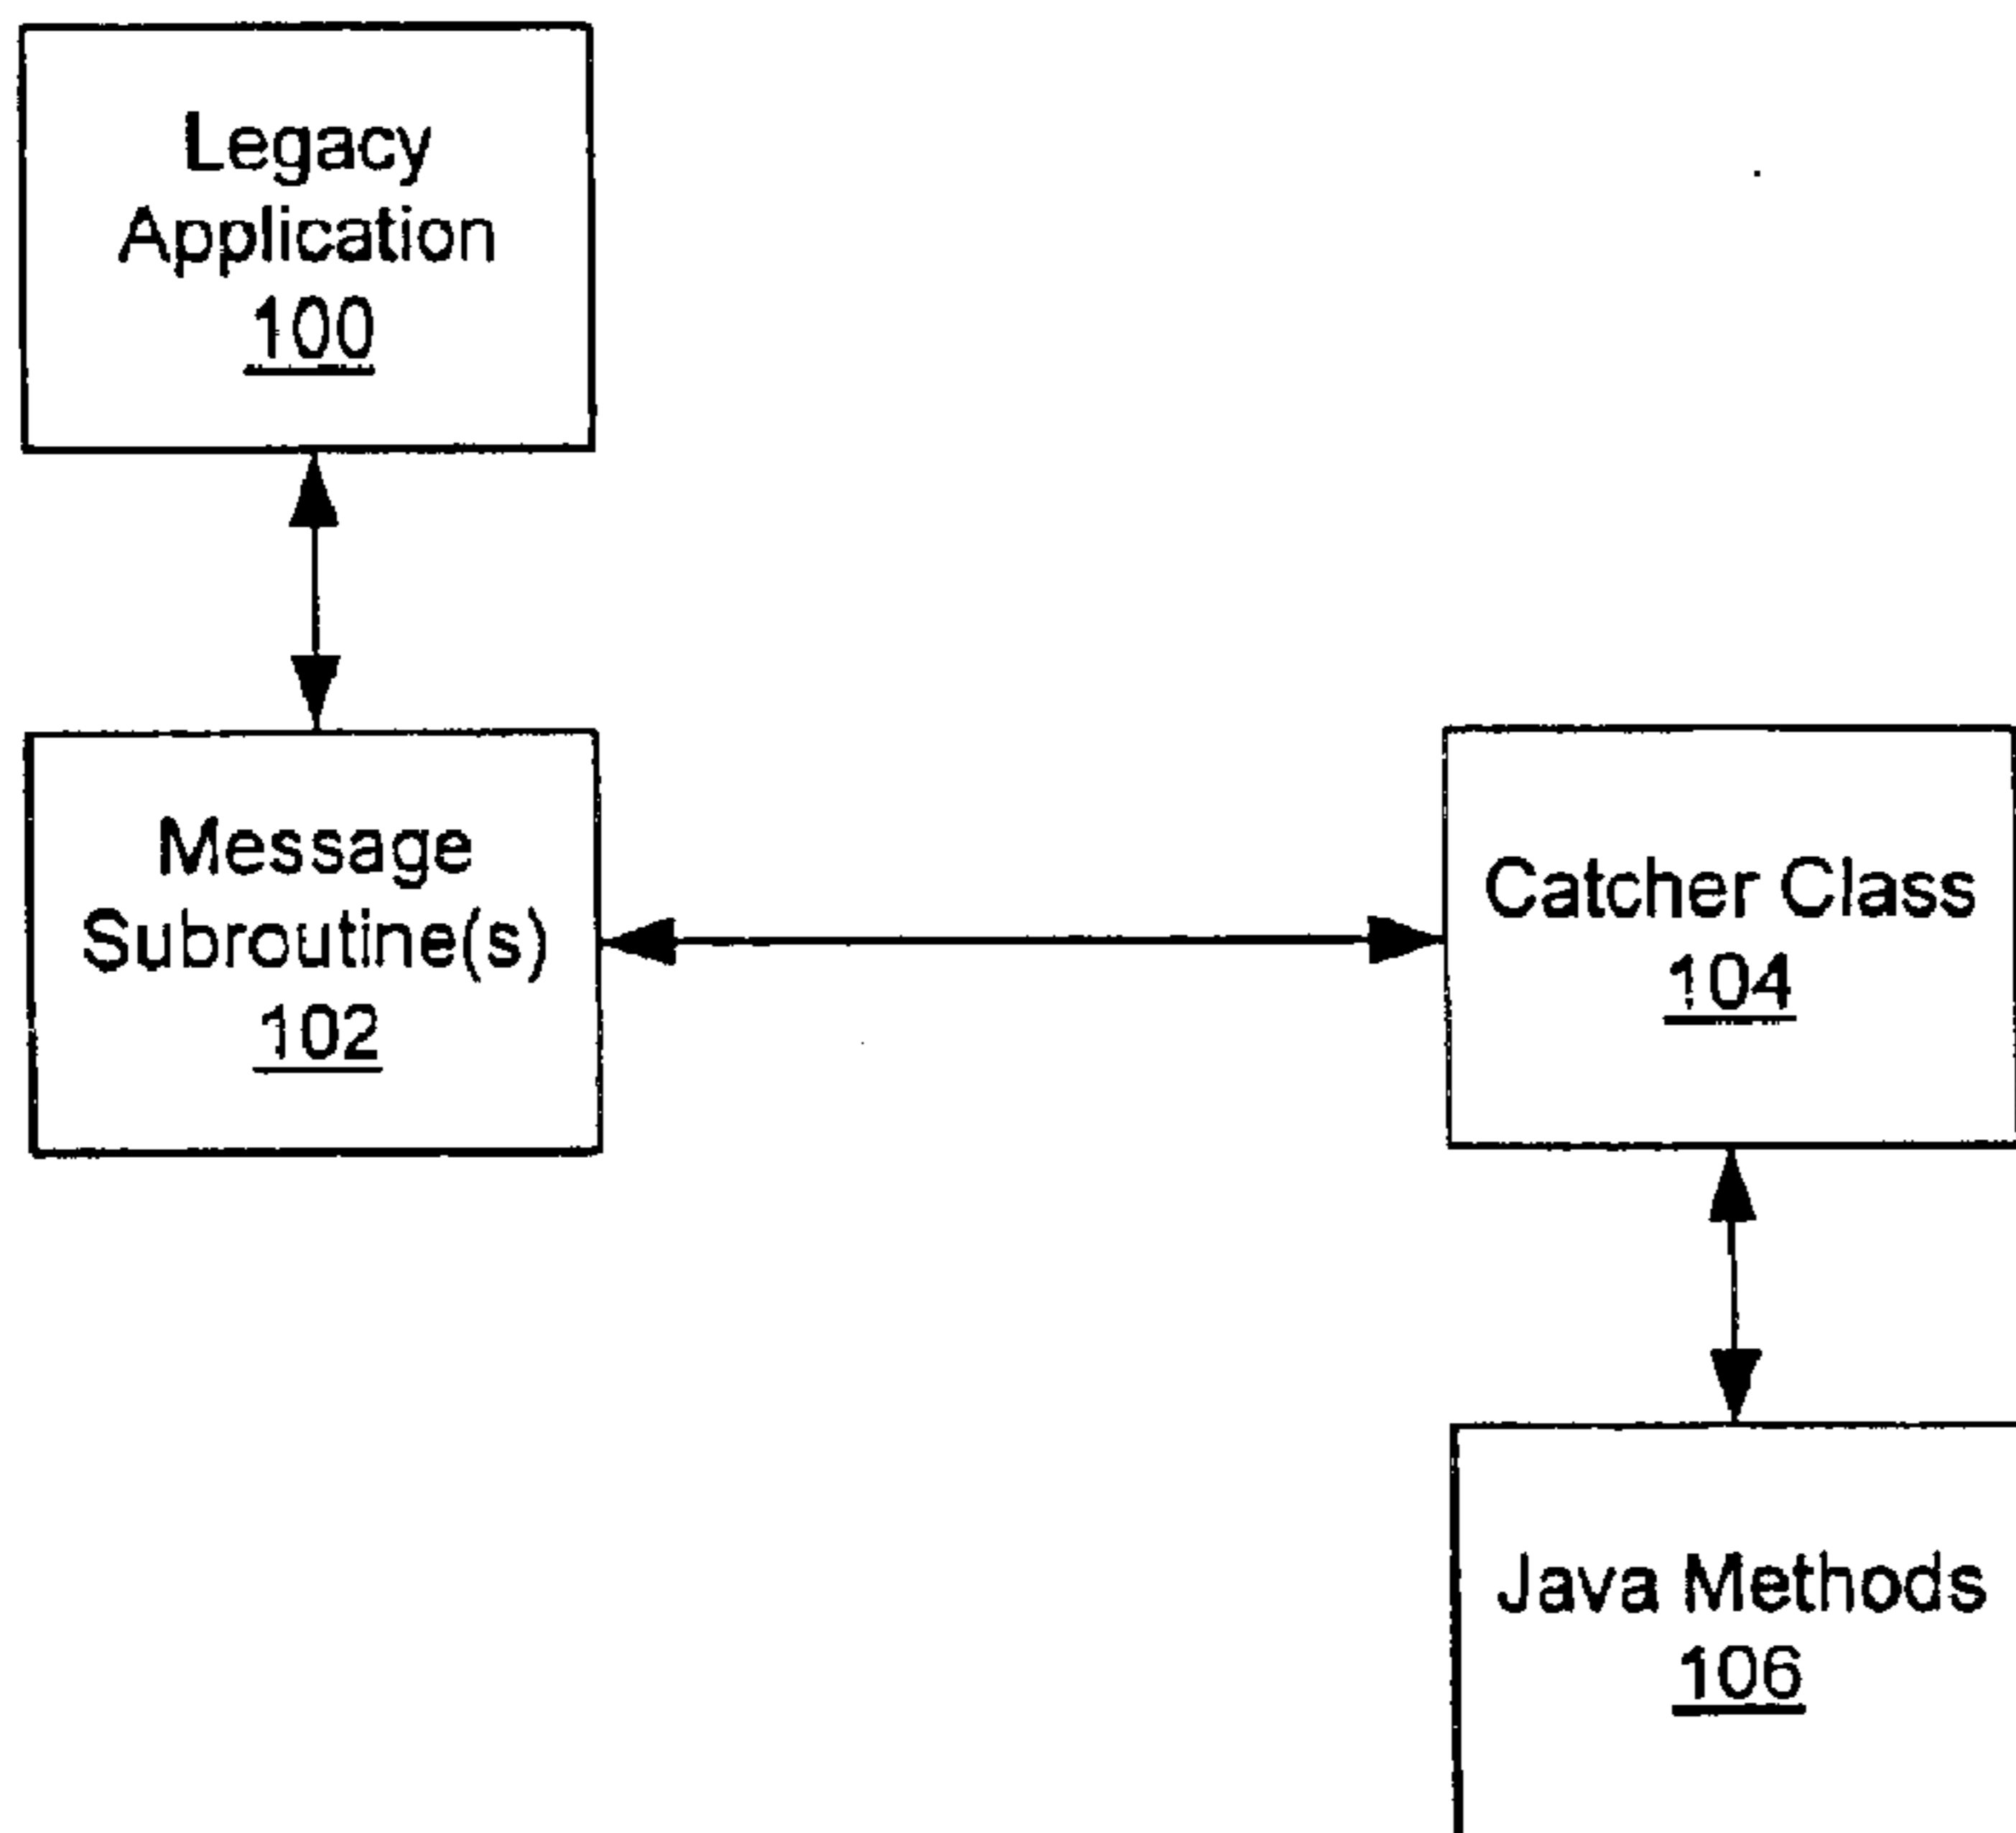 Legacy
Application
100
Message
Subroutine(s)
102
Catcher Class
104
Java Methods
106